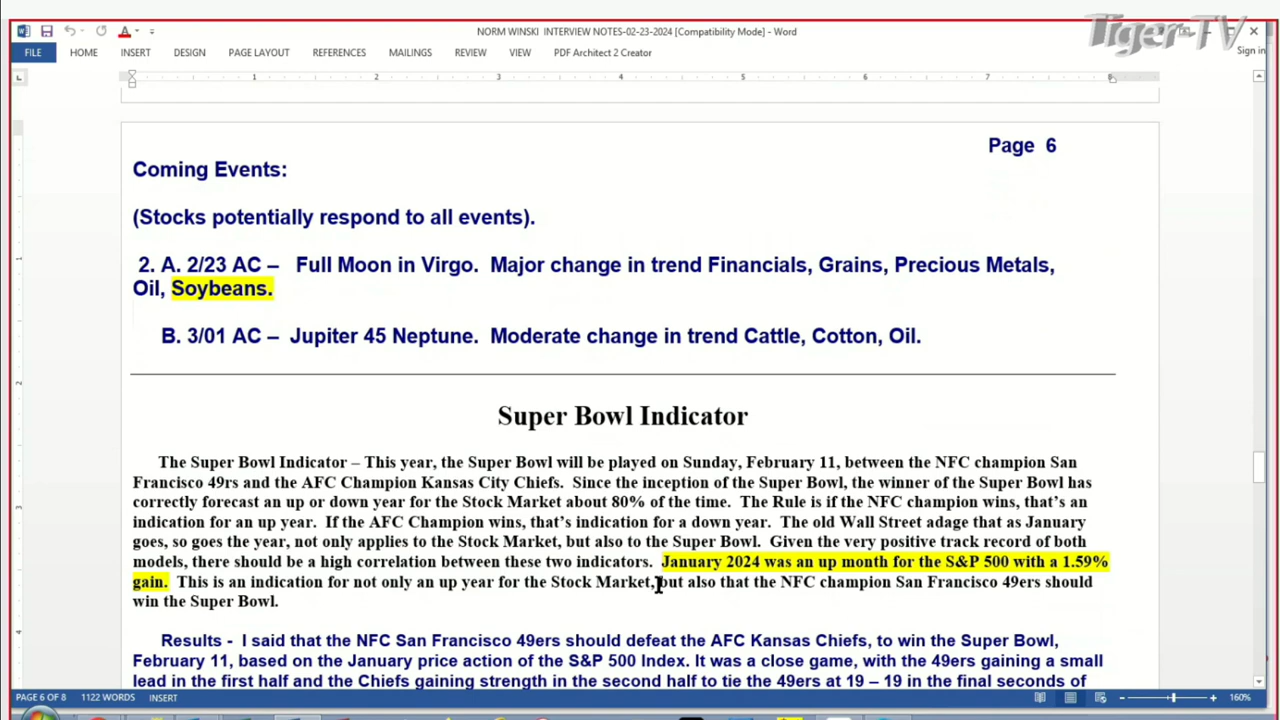 Tiger-TV
NORM WINSKI INTERVIEW NOTES-02-23-2024 [Compatibility Mode] - Word
FILE HOME INSERT DESIGN PAGE LAYOUT REFERENCES MAILINGS REVIEW VIEW PDF Architect 2 Creator Sign in
1 2 3 4 5 6 7 8
Page 6
Coming Events:
(Stocks potentially respond to all events).
2. A. 2/23 AC – Full Moon in Virgo. Major change in trend Financials, Grains, Precious Metals,
Oil, Soybeans.
B. 3/01 AC – Jupiter 45 Neptune. Moderate change in trend Cattle, Cotton, Oil.
Super Bowl Indicator
The Super Bowl Indicator – This year, the Super Bowl will be played on Sunday, February 11, between the NFC champion San
Francisco 49rs and the AFC Champion Kansas City Chiefs. Since the inception of the Super Bowl, the winner of the Super Bowl has
correctly forecast an up or down year for the Stock Market about 80% of the time. The Rule is if the NFC champion wins, that's an
indication for an up year. If the AFC Champion wins, that's indication for a down year. The old Wall Street adage that as January
goes, so goes the year, not only applies to the Stock Market, but also to the Super Bowl. Given the very positive track record of both
models, there should be a high correlation between these two indicators. January 2024 was an up month for the S&P 500 with a 1.59%
gain. This is an indication for not only an up year for the Stock Market, but also that the NFC champion San Francisco 49ers should
win the Super Bowl.
Results - I said that the NFC San Francisco 49ers should defeat the AFC Kansas Chiefs, to win the Super Bowl,
February 11, based on the January price action of the S&P 500 Index. It was a close game, with the 49ers gaining a small
lead in the first half and the Chiefs gaining strength in the second half to tie the 49ers at 19 – 19 in the final seconds of
PAGE 6 OF 8 1122 WORDS INSERT 160%